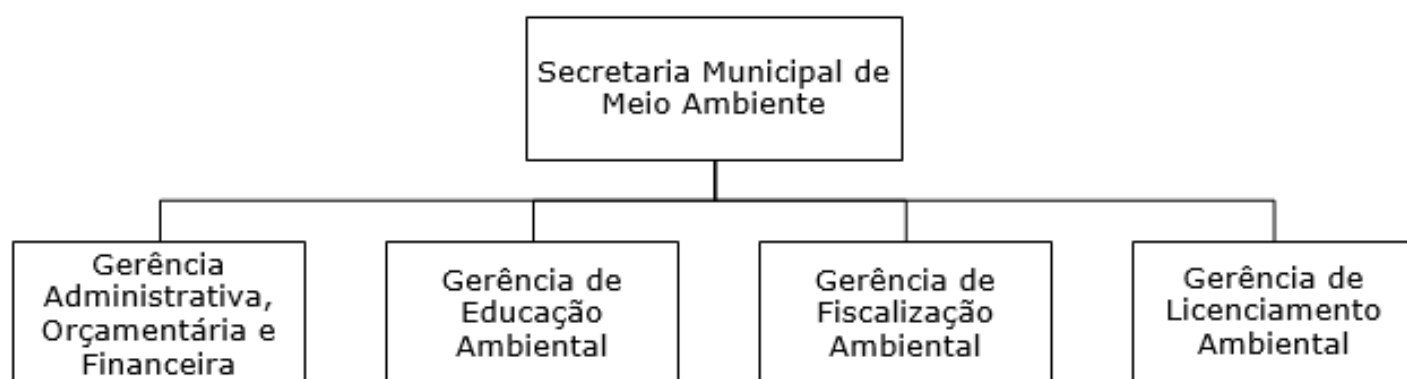 Secretaria Municipal de
Meio Ambiente
Gerência
Administrativa,
Orçamentária e
Financeira
Gerência de
Educação
Ambiental
Gerência de
Fiscalização
Ambiental
Gerência de
Licenciamento
Ambiental